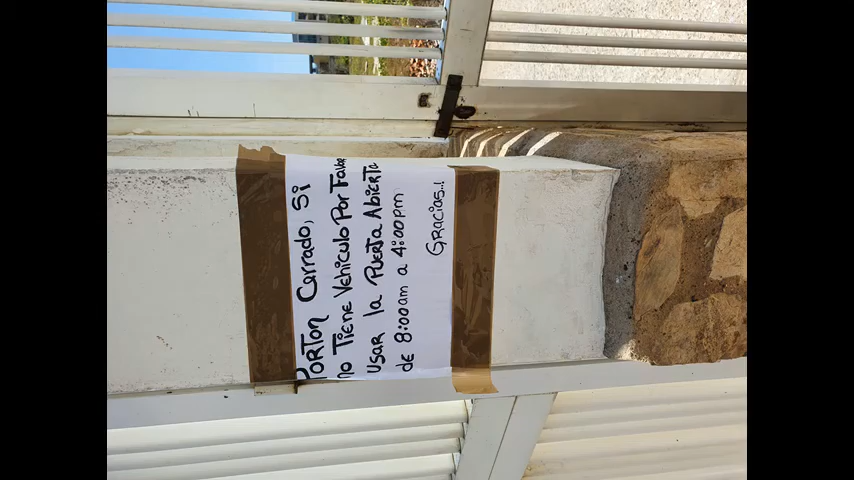 PORTON Cerrado, Si
no Tiene Vehiculo Por Favor
Usar la Puerta Abierta
de 8:00am a 4:00pm
Gracias..!